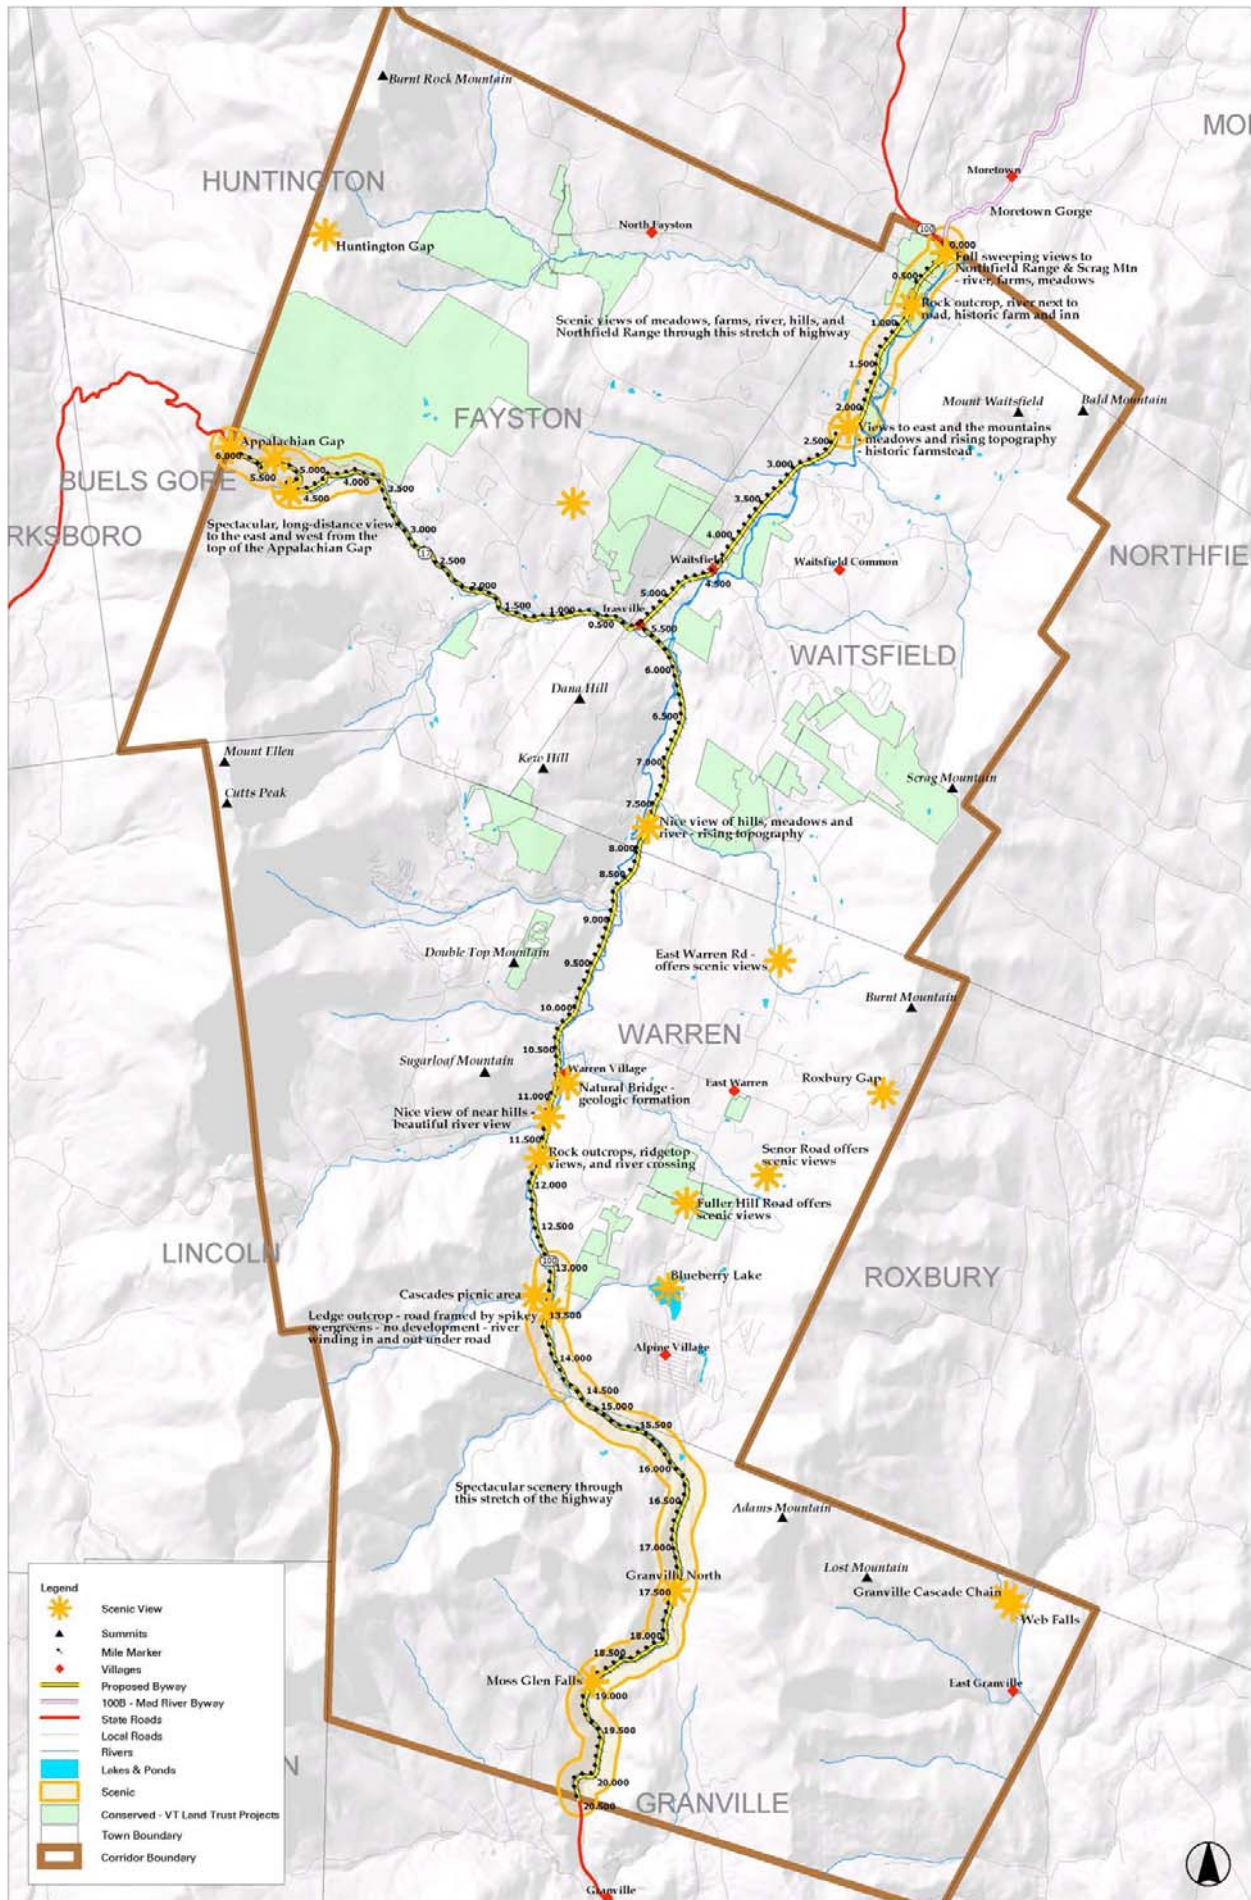 Burnt Rock Mountain
HUNTINGTON
Huntington Gap
North Fayston
Moretown
Moretown Gorge
100
0.000
Full sweeping views to
Northfield Range & Scrag Mtn
- river, farms, meadows
0.500
Rock outcrop, river next to
road, historic farm and inn
1.000
Scenic views of meadows, farms, river, hills, and
Northfield Range through this stretch of highway
1.500
Mount Waitsfield
Bald Mountain
2.000
Views to east and the mountains
- meadows and rising topography
- historic farmstead
2.500
3.000
3.500
4.000
FAYSTON
Appalachian Gap
6.000
5.500
5.000
4.500
4.000
3.500
BUELS GORE
RKSBORO
Spectacular, long-distance view
to the east and west from the
top of the Appalachian Gap
3.000
17
2.500
2.000
1.500
1.000
0.500
Waitsfield
4.500
Waitsfield Common
NORTHFIE
5.000
Irasville
5.500
6.000
WAITSFIELD
Dana Hill
6.500
Mount Ellen
Kew Hill
7.000
Cutts Peak
Scrag Mountain
7.500
Nice view of hills, meadows and
river - rising topography
8.000
8.500
9.000
Double Top Mountain
9.500
East Warren Rd -
offers scenic views
10.000
Burnt Mountain
WARREN
10.500
Sugarloaf Mountain
Warren Village
East Warren
Roxbury Gap
Natural Bridge -
geologic formation
11.000
Nice view of near hills -
beautiful river view
11.500
Rock outcrops, ridgetop
views, and river crossing
Senor Road offers
scenic views
12.000
Fuller Hill Road offers
scenic views
12.500
LINCOLN
100
13.000
ROXBURY
Blueberry Lake
Cascades picnic area
13.500
Ledge outcrop - road framed by spikey
evergreens - no development - river
winding in and out under road
Alpine Village
14.000
14.500
15.000
15.500
16.000
Spectacular scenery through
this stretch of the highway
16.500
Adams Mountain
17.000
Lost Mountain
Granville North
17.500
Granville Cascade Chain
Web Falls
18.000
18.500
Moss Glen Falls
East Granville
19.000
19.500
20.000
20.500
GRANVILLE
Granville
Legend
Scenic View
Summits
Mile Marker
Villages
Proposed Byway
100B - Mad River Byway
State Roads
Local Roads
Rivers
Lakes & Ponds
Scenic
Conserved - VT Land Trust Projects
Town Boundary
Corridor Boundary